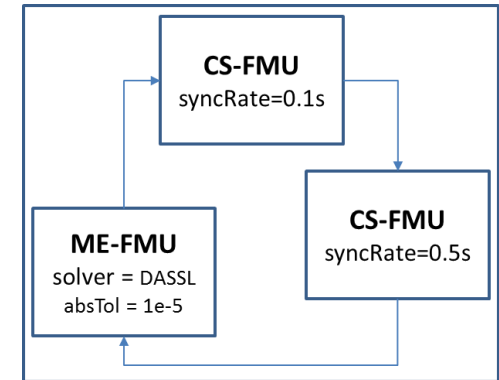 CS-FMU
syncRate=0.1s
CS-FMU
syncRate=0.5s
ME-FMU
solver = DASSL
absTol = 1e-5